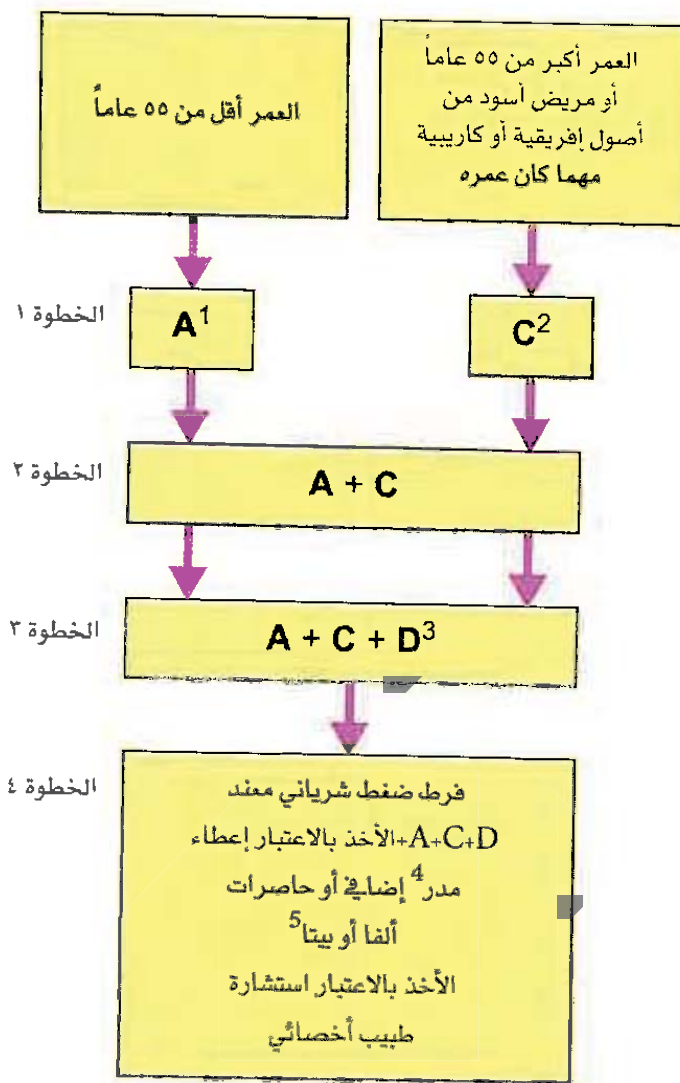 العمر أكبر من ٥٥ عاماً
أو مريض أسود من
أصول إفريقية أو كاريبية
مهما كان عمره
العمر أقل من ٥٥ عاماً
الخطوة ١
A¹
C²
الخطوة ٢
A + C
الخطوة ٣
A + C + D³
الخطوة ٤
فرط ضغط شرياني معند
A+C+D+الأخذ بالاعتبار إعطاء
مدر⁴ إضافي أو حاصرات
ألفا أو بيتا⁵
الأخذ بالاعتبار استشارة
طبيب أخصائي